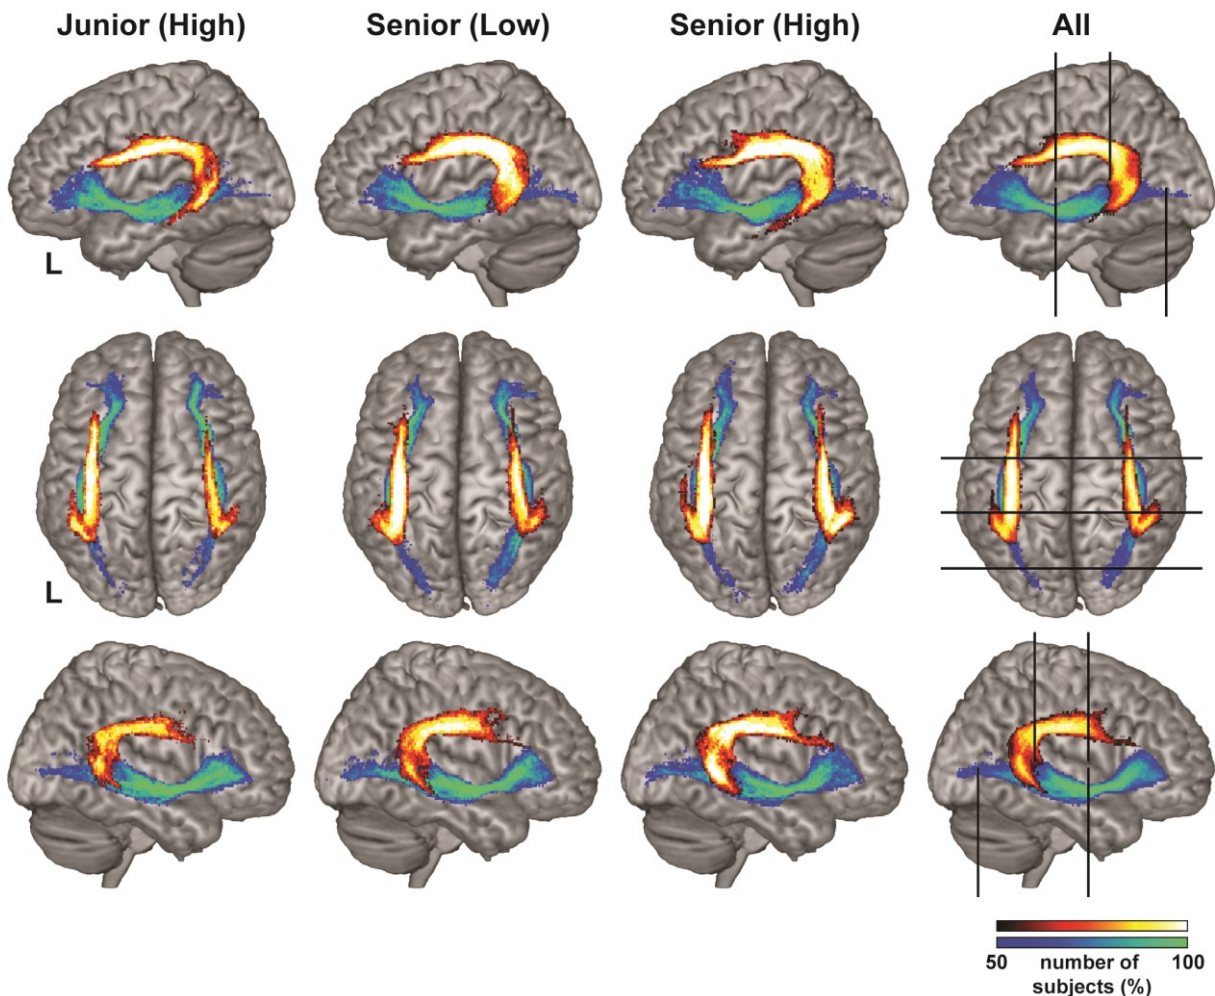 Junior (High)
Senior (Low)
Senior (High)
All
L
L
50 number of 100
subjects (%)